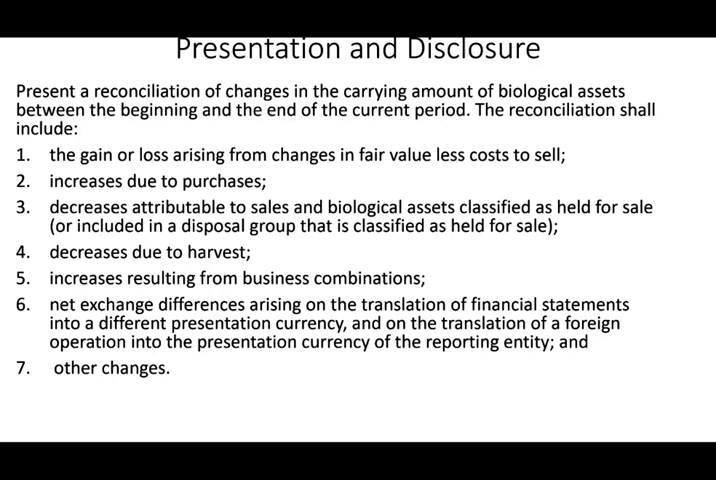 Presentation and Disclosure
Present a reconciliation of changes in the carrying amount of biological assets
between the beginning and the end of the current period. The reconciliation shall
include:
1. the gain or loss arising from changes in fair value less costs to sell;
2. increases due to purchases;
3. decreases attributable to sales and biological assets classified as held for sale
(or included in a disposal group that is classified as held for sale);
4. decreases due to harvest;
5. increases resulting from business combinations;
6. net exchange differences arising on the translation of financial statements
into a different presentation currency, and on the translation of a foreign
operation into the presentation currency of the reporting entity; and
7. other changes.